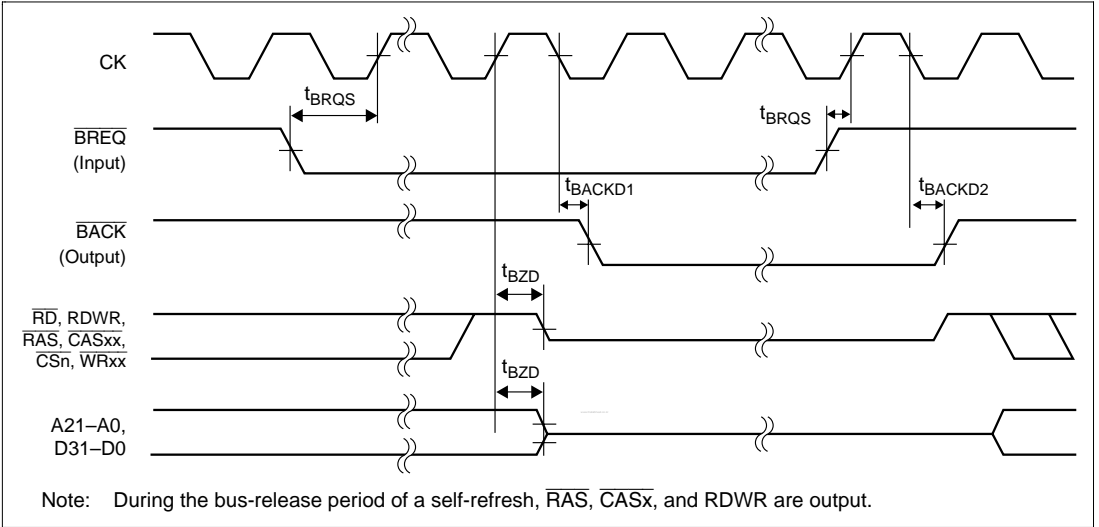 CK
tBRQS
tBRQS
BREQ
(Input)
tBACKD1
tBACKD2
BACK
(Output)
tBZD
RD, RDWR,
RAS, CASxx,
CSn, WRxx
tBZD
A21–A0,
D31–D0
Note: During the bus-release period of a self-refresh, RAS, CASx, and RDWR are output.